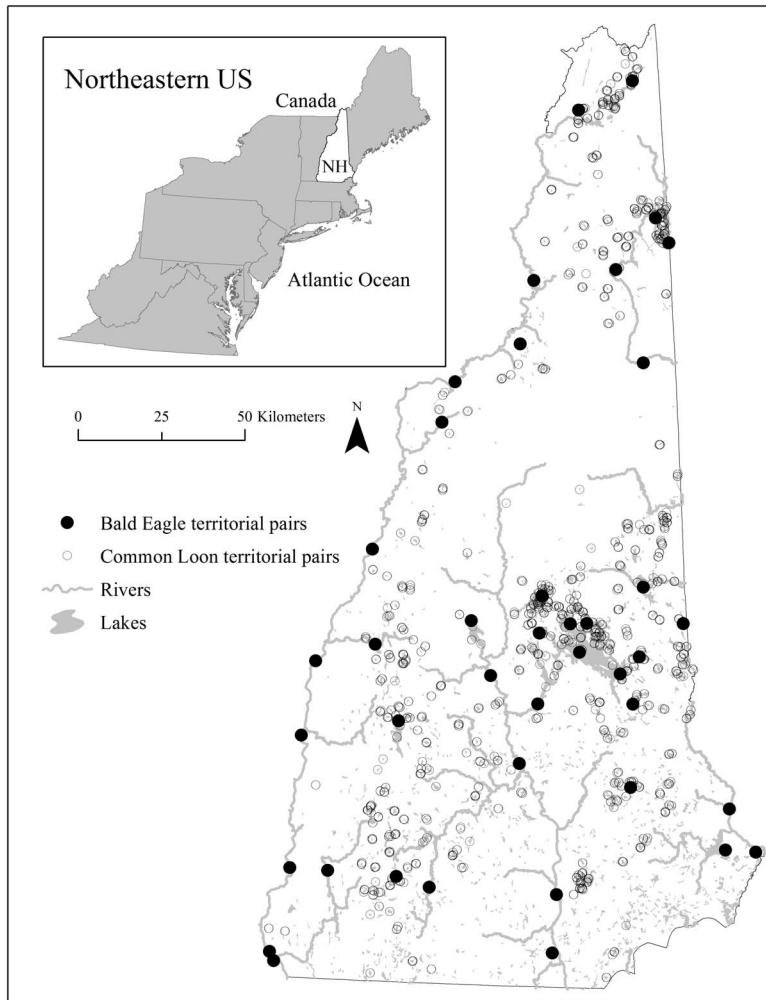 Northeastern US
Canada
NH
Atlantic Ocean
0 25 50 Kilometers
N
Bald Eagle territorial pairs
Common Loon territorial pairs
Rivers
Lakes